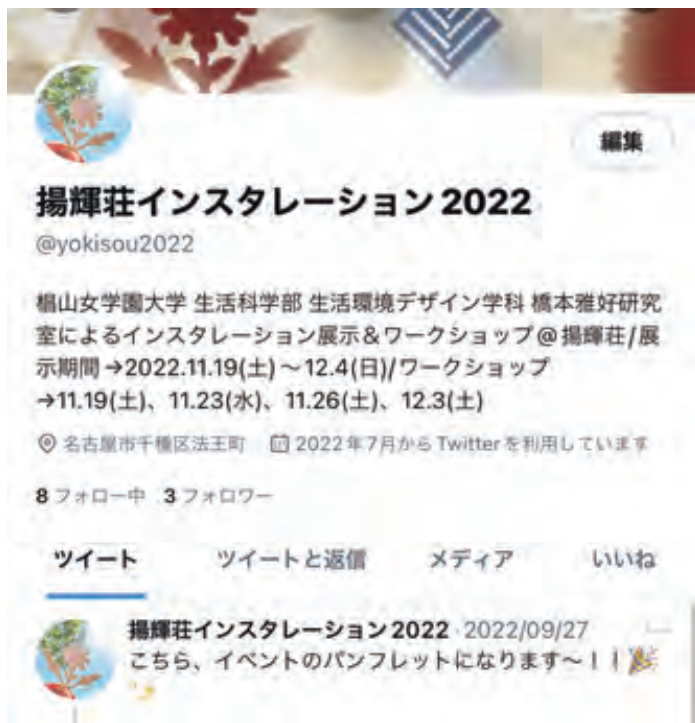 編集
揚輝荘インスタレーション2022
@yokisou2022
椙山女学園大学 生活科学部 生活環境デザイン学科 橋本雅好研究
室によるインスタレーション展示&ワークショップ@揚輝荘/展
示期間→2022.11.19(土)～12.4(日)/ワークショップ
→11.19(土)、11.23(水)、11.26(土)、12.3(土)
名古屋市千種区法王町 2022年7月からTwitterを利用しています
8 フォロー中 3 フォロワー
ツイート ツイートと返信 メディア いいね
揚輝荘インスタレーション2022 · 2022/09/27
こちら、イベントのパンフレットになります～！！🎉